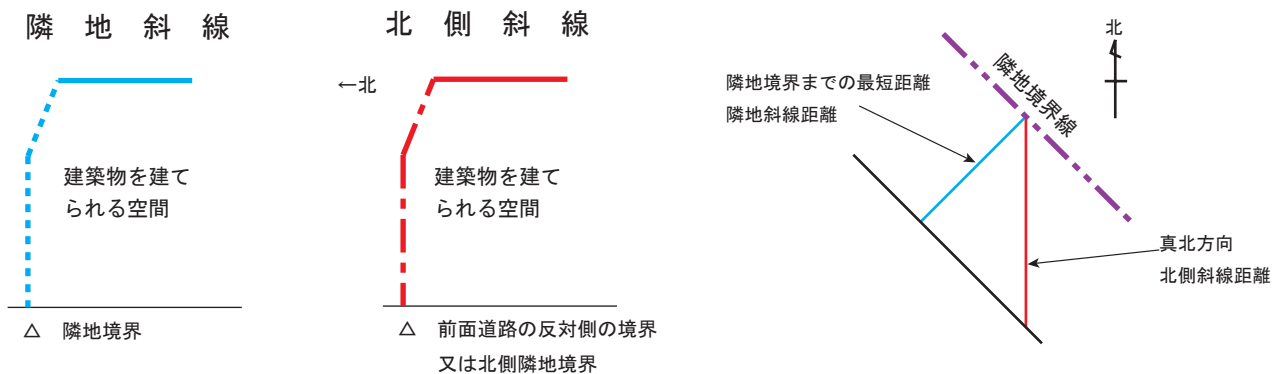 隣地斜線
建築物を建て
られる空間
△ 隣地境界
北側斜線
←北
建築物を建て
られる空間
△ 前面道路の反対側の境界
又は北側隣地境界
北
隣地境界線
隣地境界までの最短距離
隣地斜線距離
真北方向
北側斜線距離